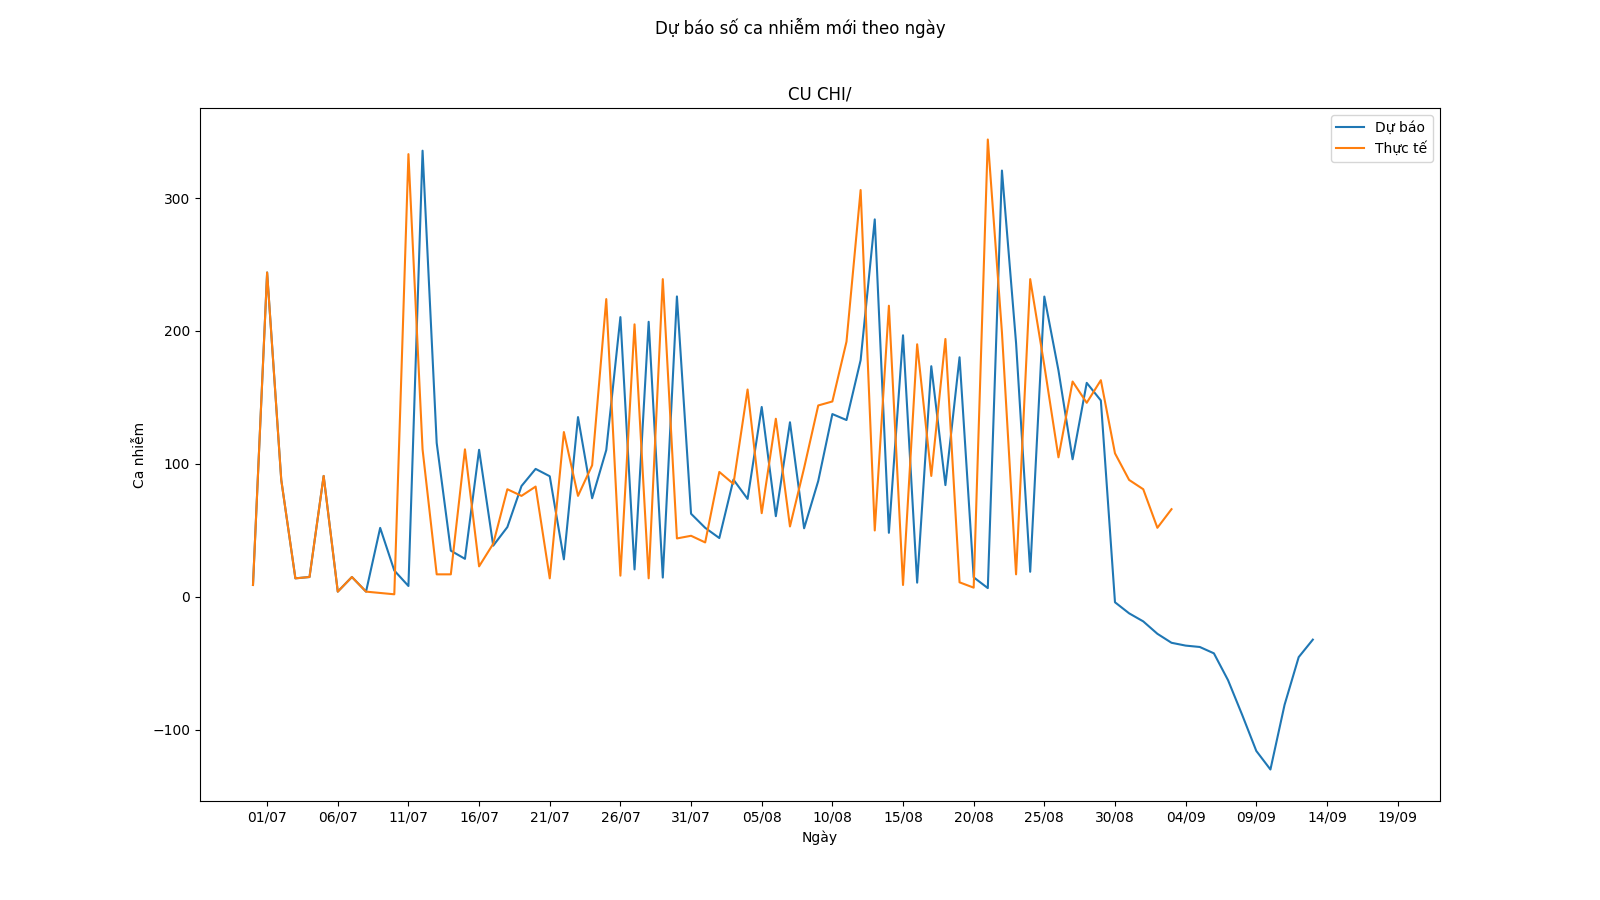 Dự báo số ca nhiễm mới theo ngày
CU CHI/
Dự báo
Thực tế
300
200
100
0
−100
Ca nhiễm
01/07 06/07 11/07 16/07 21/07 26/07 31/07 05/08 10/08 15/08 20/08 25/08 30/08 04/09 09/09 14/09 19/09
Ngày